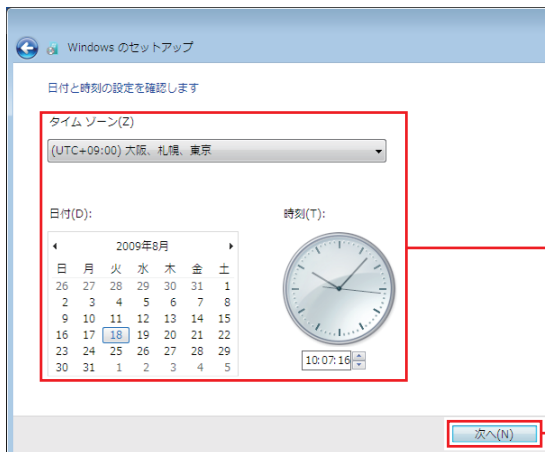 Windows のセットアップ
日付と時刻の設定を確認します
タイム ゾーン(Z)
(UTC+09:00) 大阪、札幌、東京
日付(D):
時刻(T):
2009年8月
日 月 火 水 木 金 土
26 27 28 29 30 31 1
2 3 4 5 6 7 8
9 10 11 12 13 14 15
16 17 18 19 20 21 22
23 24 25 26 27 28 29
30 31 1 2 3 4 5
10:07:16
次へ(N)